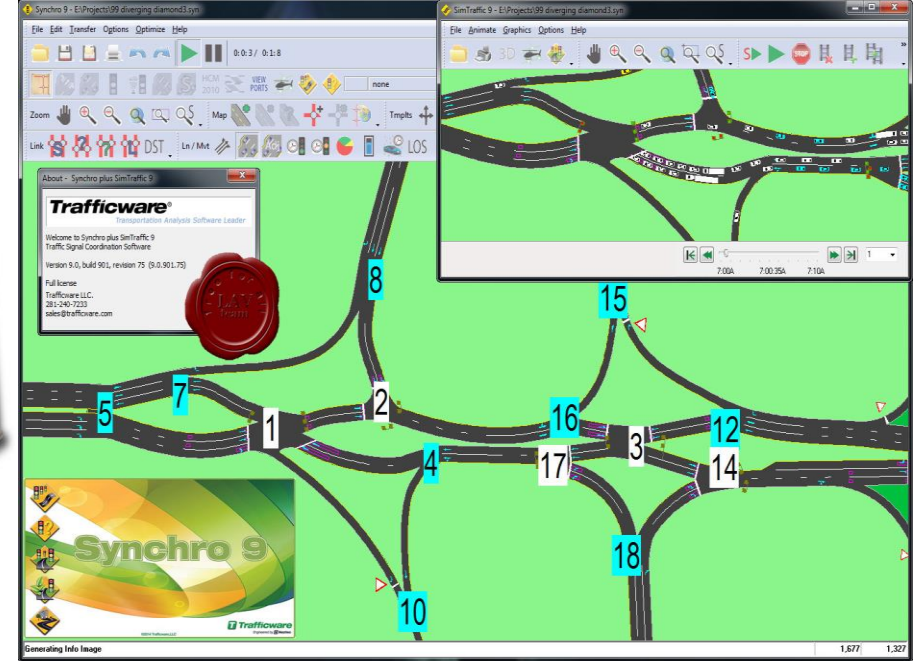 Synchro 9 - E:\Projects\99 diverging diamond3.syn
File Edit Transfer Options Optimize Help
0:0:3/ 0:1:8
HCM 2010
VIEW PORTS
none
Zoom
Map
Tmplts
Link
DST
Ln / Mvt
LOS
SimTraffic 9 - E:\Projects\99 diverging diamond3.syn
File Animate Graphics Options Help
3D
S
STOP
7:00A 7:00:35A 7:10A
1
About - Synchro plus SimTraffic 9
Trafficware®
Transportation Analysis Software Leader
Welcome to Synchro plus SimTraffic 9
Traffic Signal Coordination Software
Version 9.0, build 901, revision 75 (9.0.901.75)
Full license
Trafficware LLC.
281-240-7233
sales@trafficware.com
LAV
team
8
15
5
7
1
2
16
3
12
4
17
14
18
10
Synchro 9
Trafficware
Generating Info Image
1,677 1,327